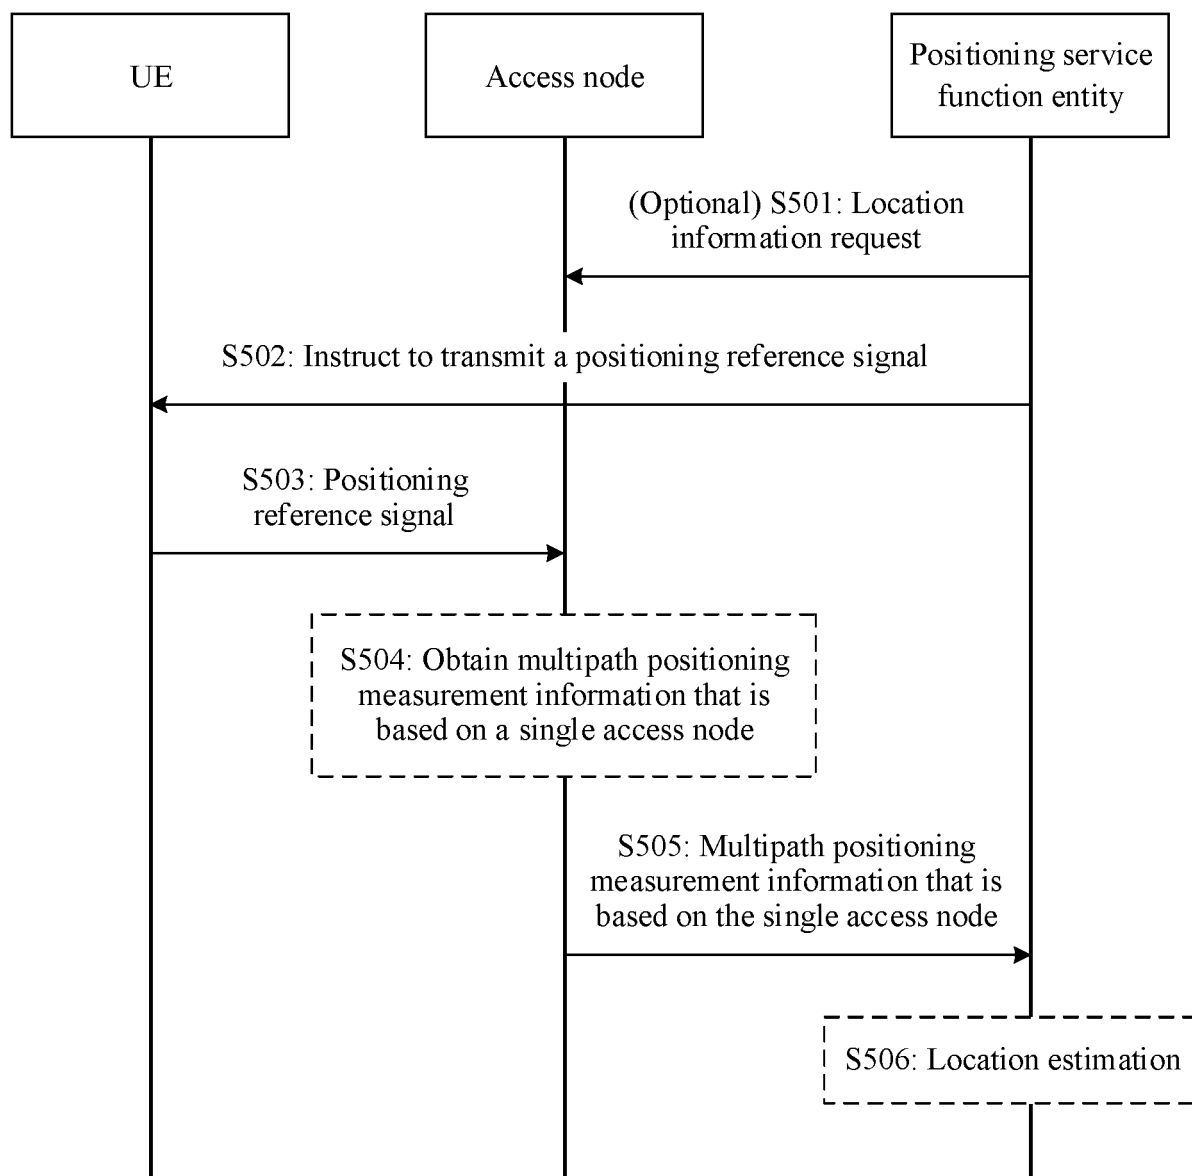 UE
Access node
Positioning service
function entity
(Optional) S501: Location
information request
S502: Instruct to transmit a positioning reference signal
S503: Positioning
reference signal
S504: Obtain multipath positioning
measurement information that is
based on a single access node
S505: Multipath positioning
measurement information that is
based on the single access node
S506: Location estimation